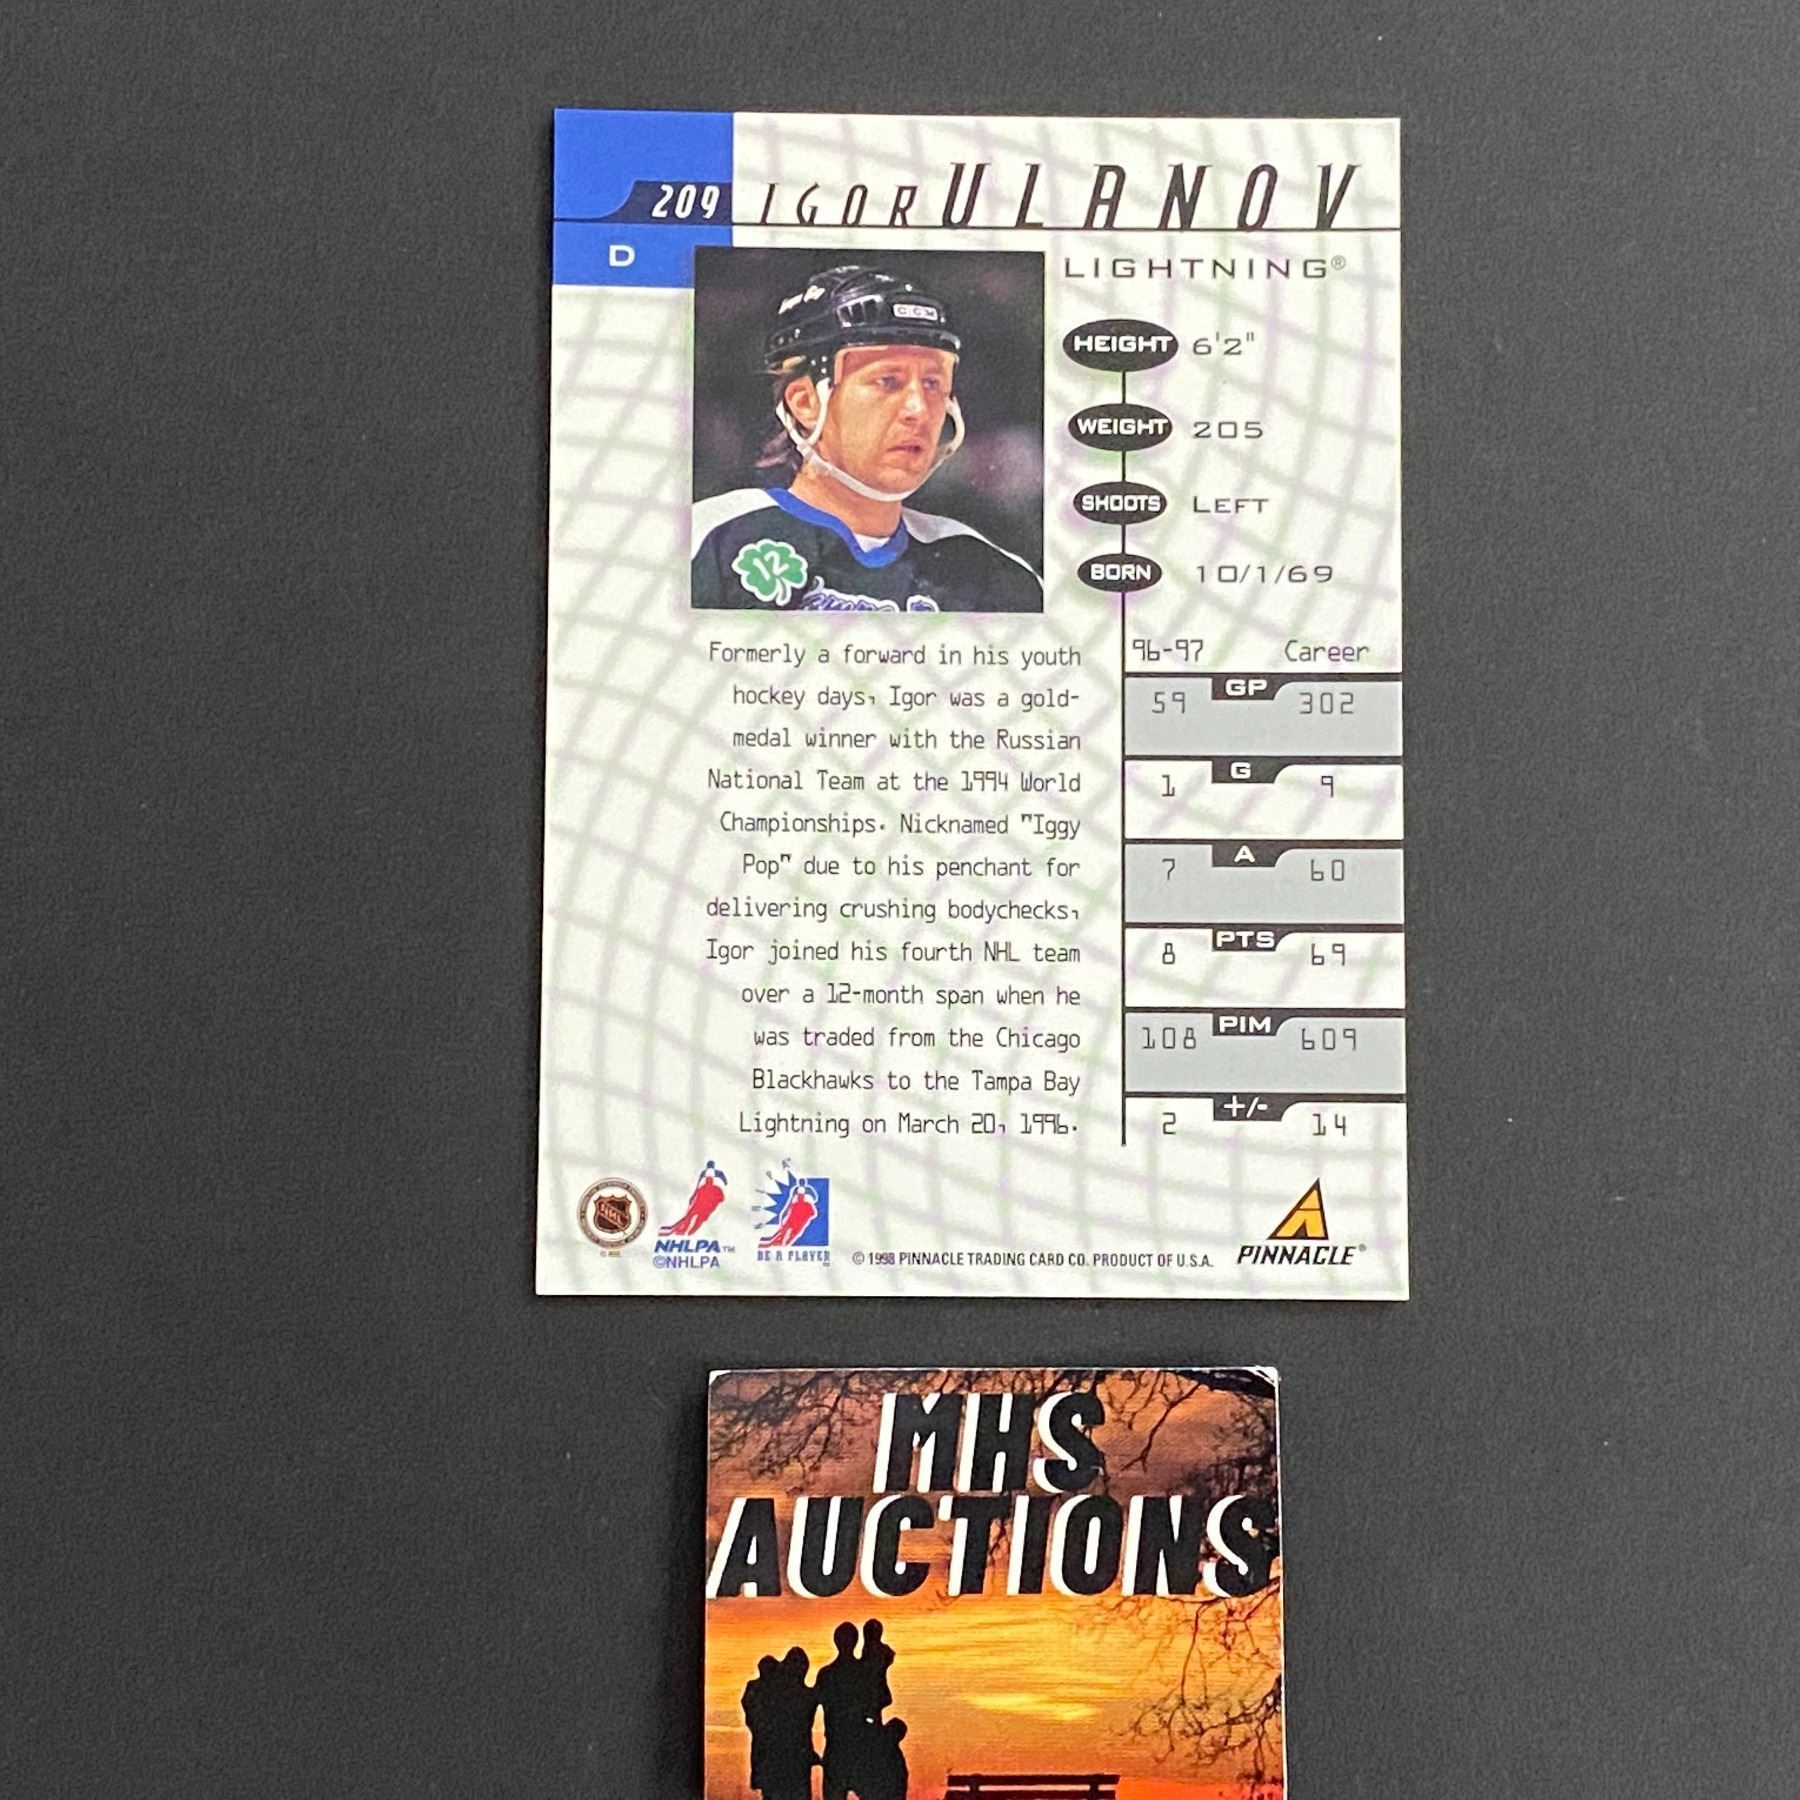 209 IGOR ULANOV
D
LIGHTNING®
CCM
12
HEIGHT 6'2"
WEIGHT 205
SHOOTS LEFT
BORN 10/1/69
Formerly a forward in his youth
hockey days, Igor was a gold-
medal winner with the Russian
National Team at the 1994 World
Championships. Nicknamed "Iggy
Pop" due to his penchant for
delivering crushing bodychecks,
Igor joined his fourth NHL team
over a 12-month span when he
was traded from the Chicago
Blackhawks to the Tampa Bay
Lightning on March 20, 1996.
96-97 Career
59 GP 302
1 G 9
7 A 60
8 PTS 69
108 PIM 609
2 +/- 14
NHL
NHLPA™
©NHLPA
BE A PLAYER
© 1998 PINNACLE TRADING CARD CO. PRODUCT OF U.S.A.
PINNACLE®
MHS
AUCTIONS